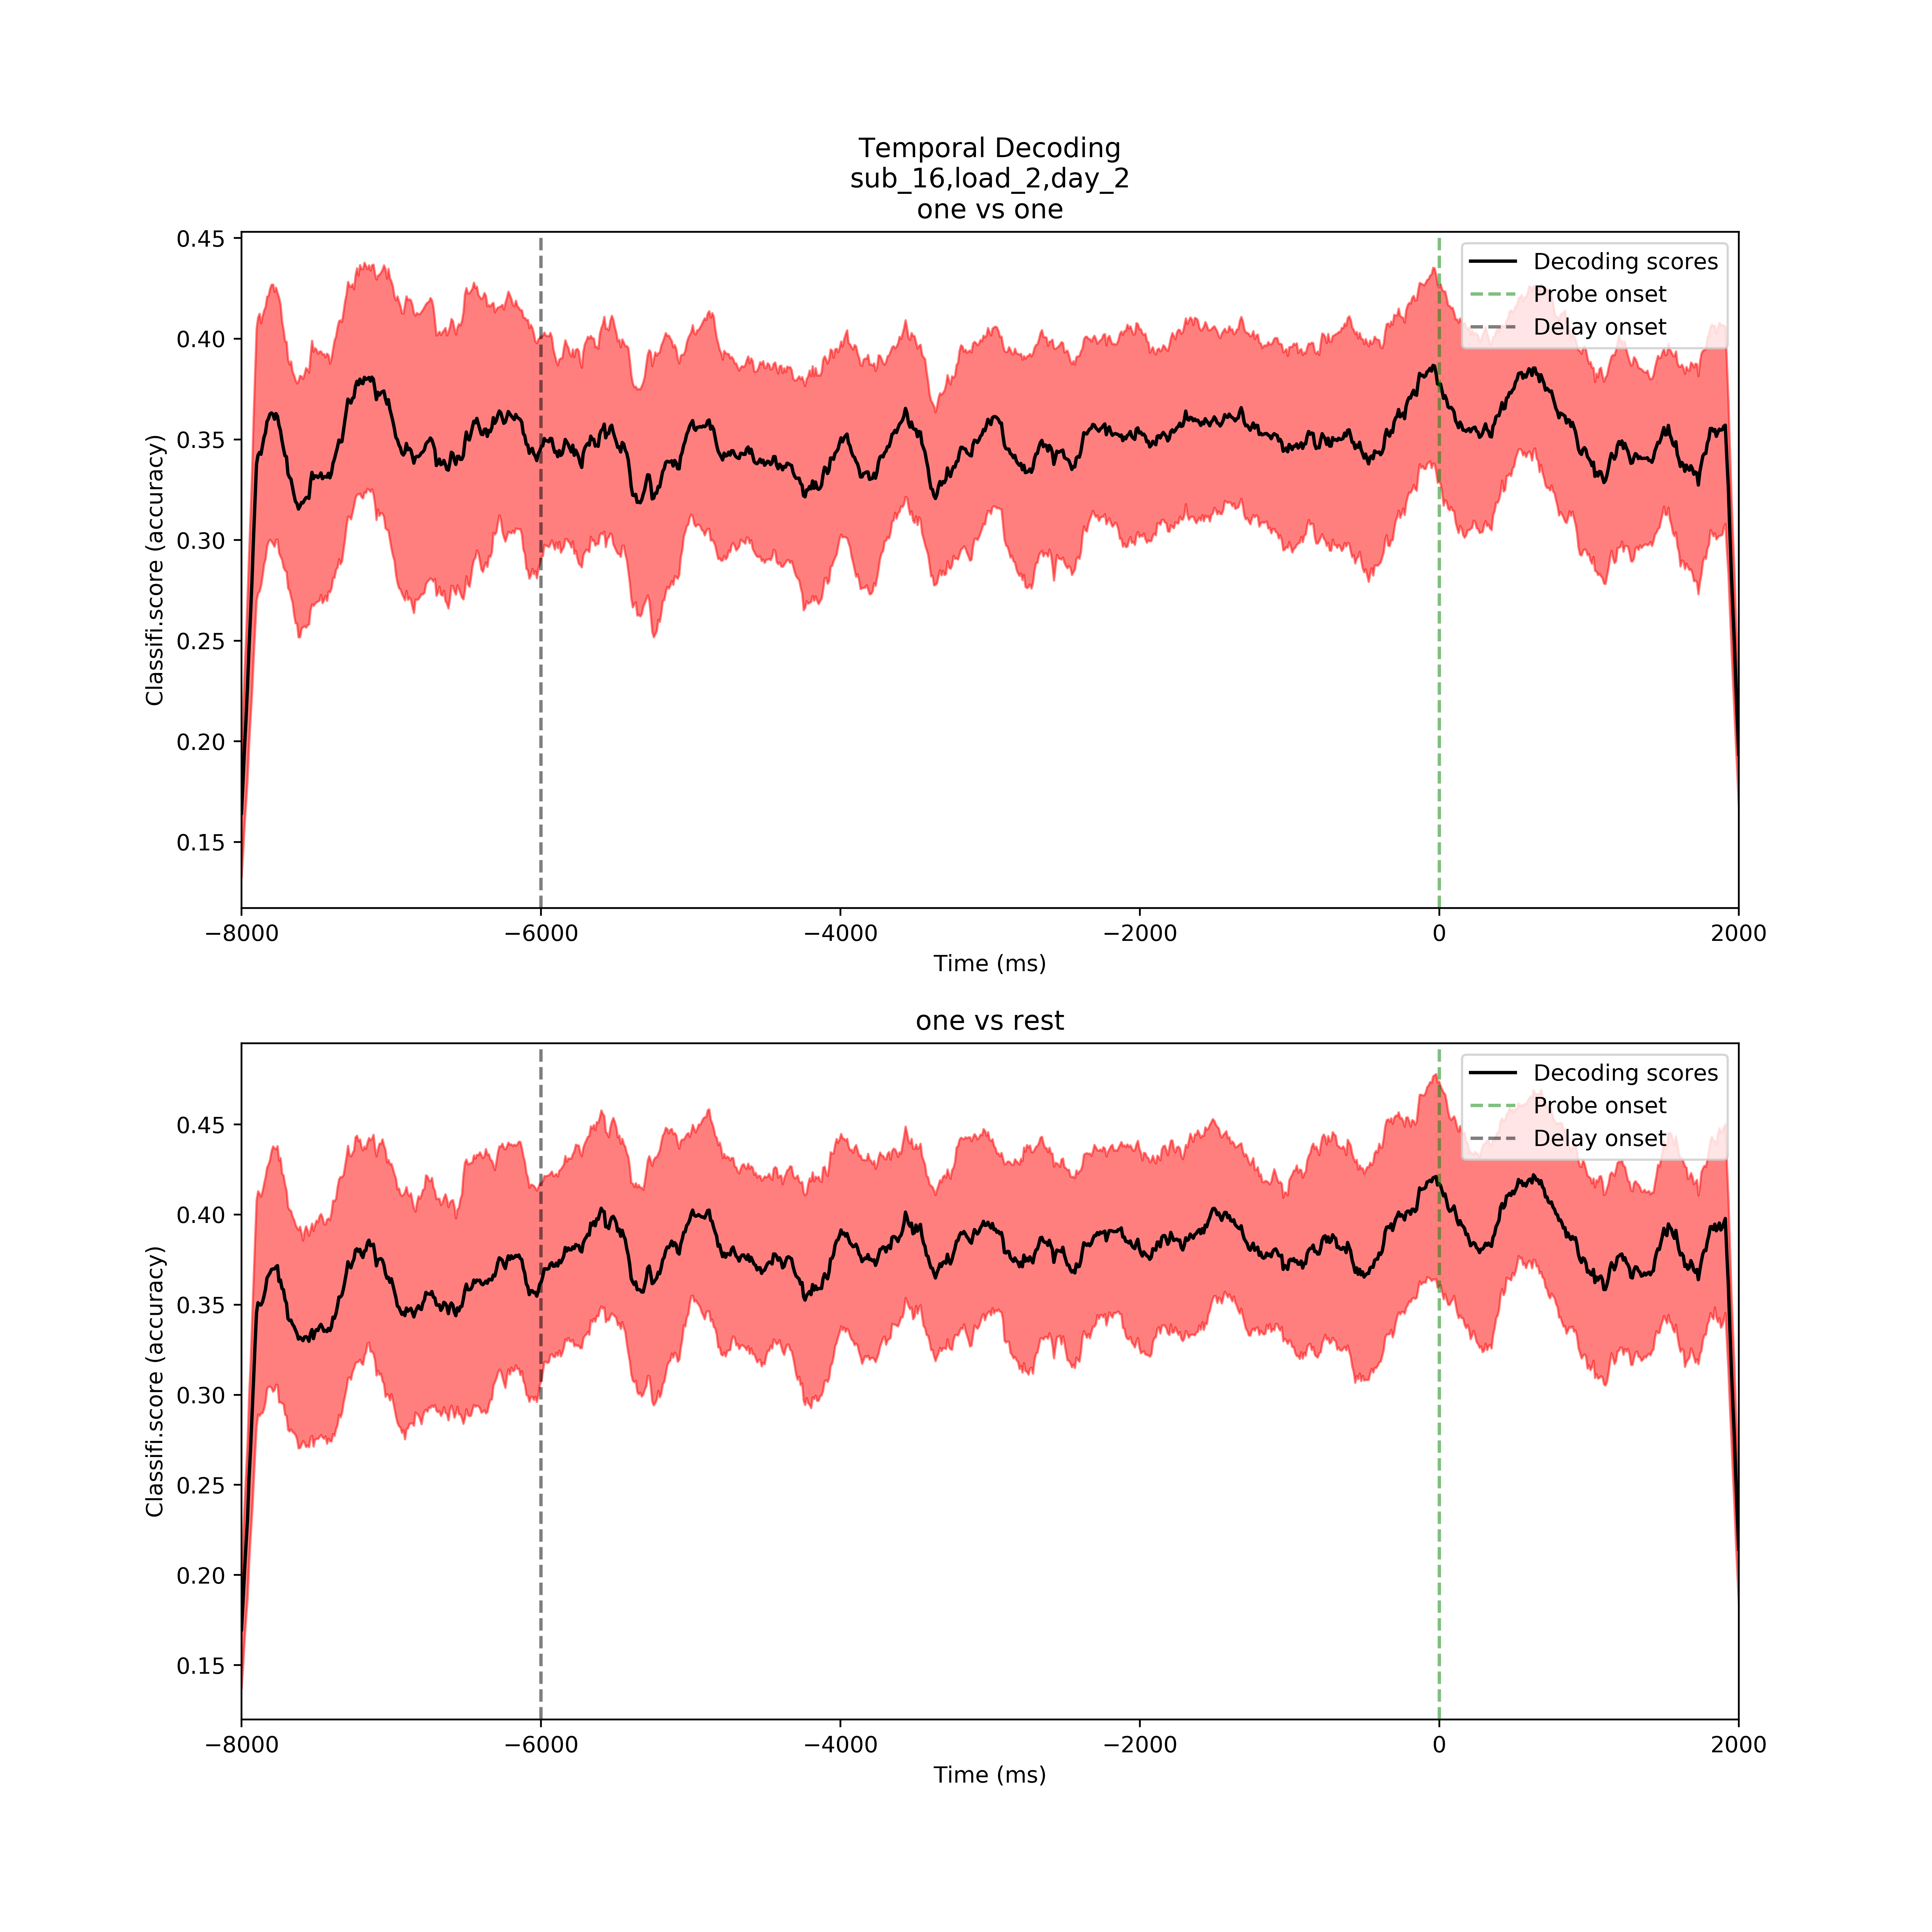 Temporal Decoding
sub_16,load_2,day_2
one vs one
0.45
0.40
0.35
0.30
0.25
0.20
0.15
Classifi.score (accuracy)
Decoding scores
Probe onset
Delay onset
−8000 −6000 −4000 −2000 0 2000
Time (ms)
one vs rest
0.45
0.40
0.35
0.30
0.25
0.20
0.15
Classifi.score (accuracy)
Decoding scores
Probe onset
Delay onset
−8000 −6000 −4000 −2000 0 2000
Time (ms)